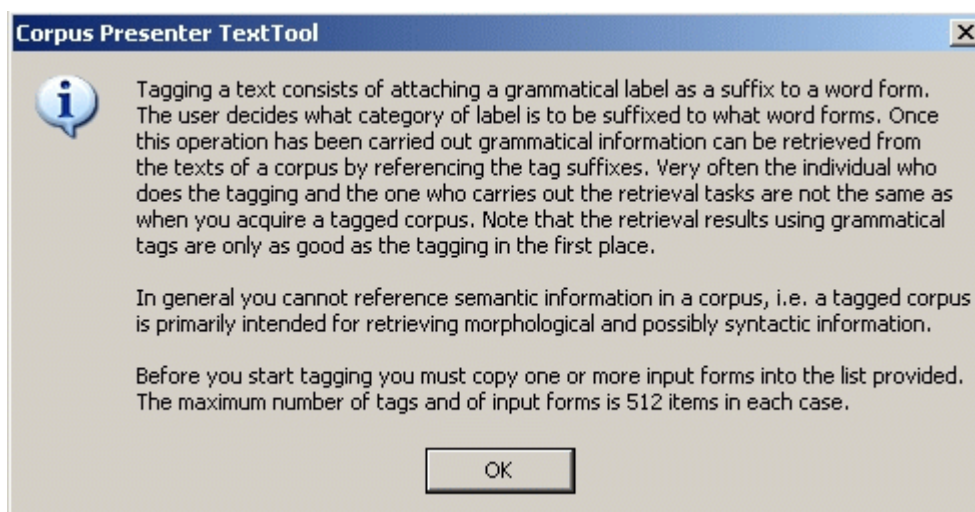 Corpus Presenter TextTool
Tagging a text consists of attaching a grammatical label as a suffix to a word form.
The user decides what category of label is to be suffixed to what word forms. Once
this operation has been carried out grammatical information can be retrieved from
the texts of a corpus by referencing the tag suffixes. Very often the individual who
does the tagging and the one who carries out the retrieval tasks are not the same as
when you acquire a tagged corpus. Note that the retrieval results using grammatical
tags are only as good as the tagging in the first place.
In general you cannot reference semantic information in a corpus, i.e. a tagged corpus
is primarily intended for retrieving morphological and possibly syntactic information.
Before you start tagging you must copy one or more input forms into the list provided.
The maximum number of tags and of input forms is 512 items in each case.
OK